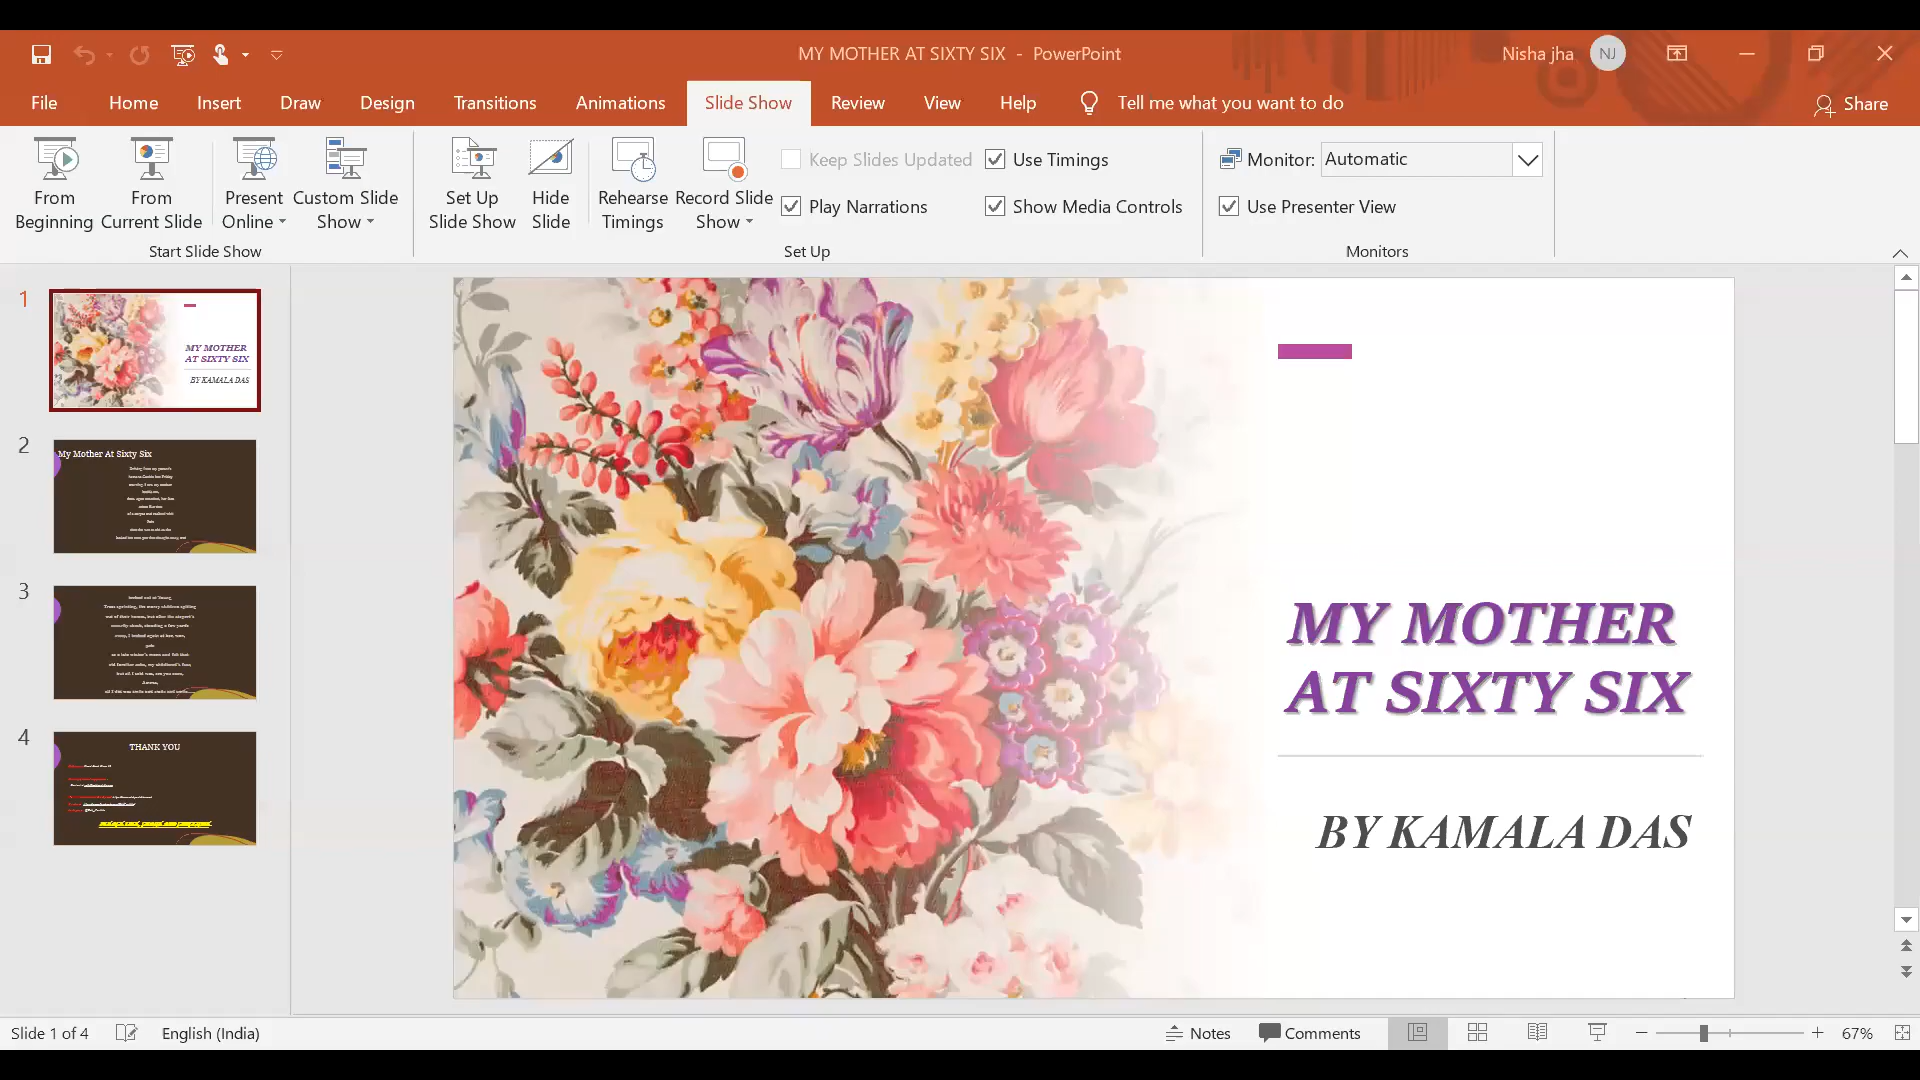 MY MOTHER AT SIXTY SIX - PowerPoint
Nisha jha NJ
File Home Insert Draw Design Transitions Animations Slide Show Review View Help Tell me what you want to do Share
From Beginning
From Current Slide
Present Online
Custom Slide Show
Start Slide Show
Set Up Slide Show
Hide Slide
Rehearse Timings
Record Slide Show
Keep Slides Updated
Play Narrations
Use Timings
Show Media Controls
Set Up
Monitor: Automatic
Use Presenter View
Monitors
1
MY MOTHER
AT SIXTY SIX
BY KAMALA DAS
2
My Mother At Sixty Six
3
4
THANK YOU
MY MOTHER
AT SIXTY SIX
BY KAMALA DAS
Slide 1 of 4 English (India) Notes Comments 67%